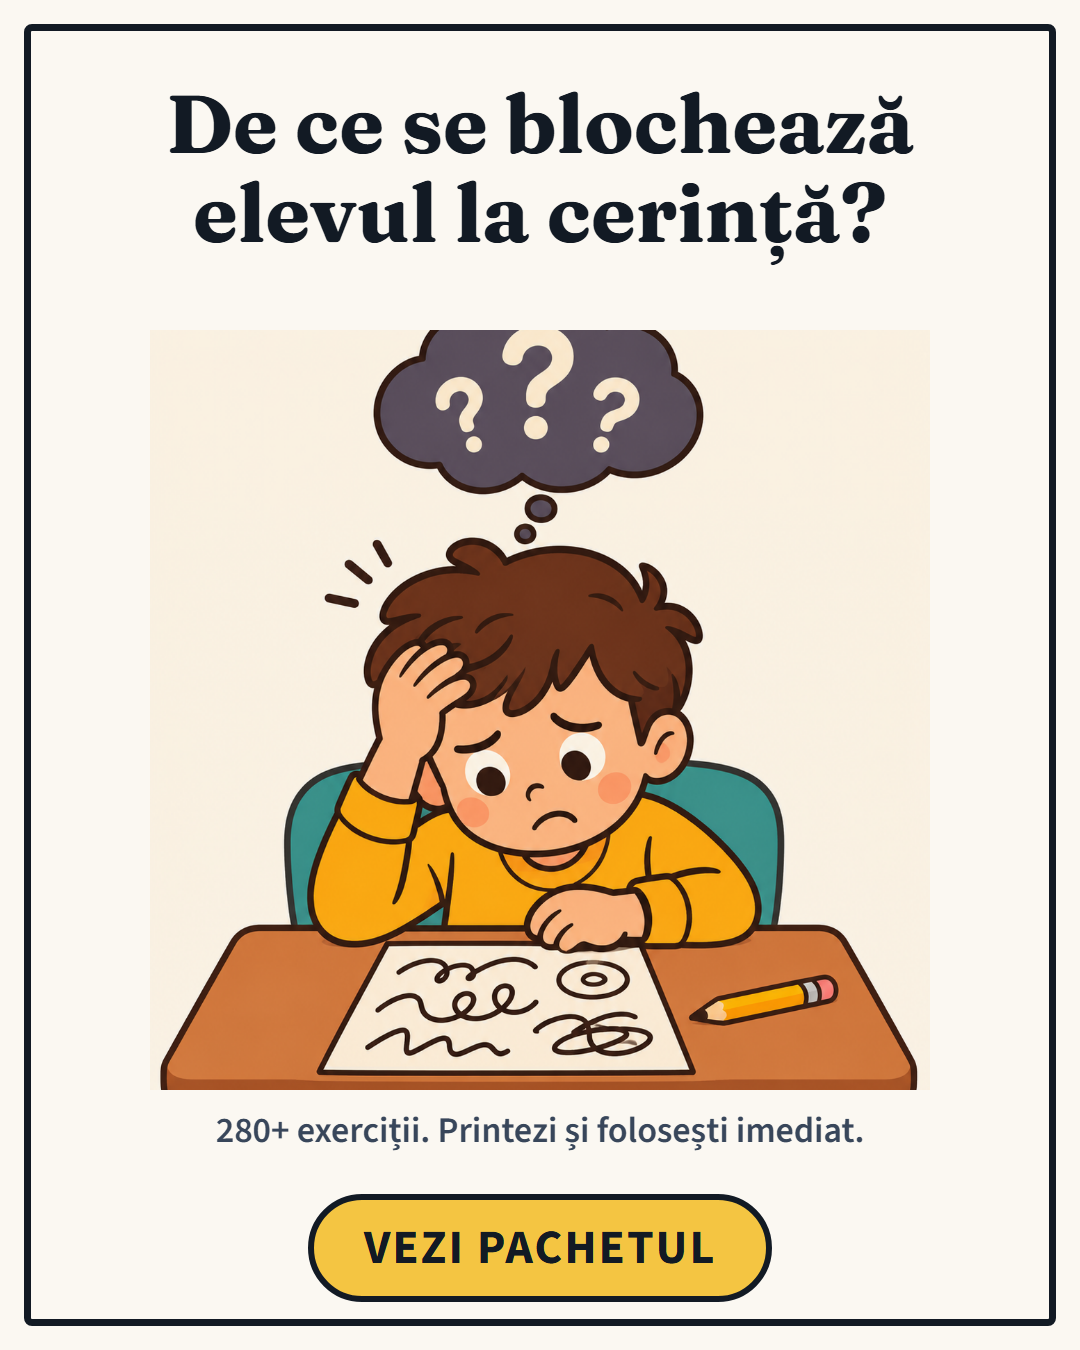 De ce se blochează
elevul la cerință?
? ? ?
280+ exerciții. Printezi și folosești imediat.
VEZI PACHETUL